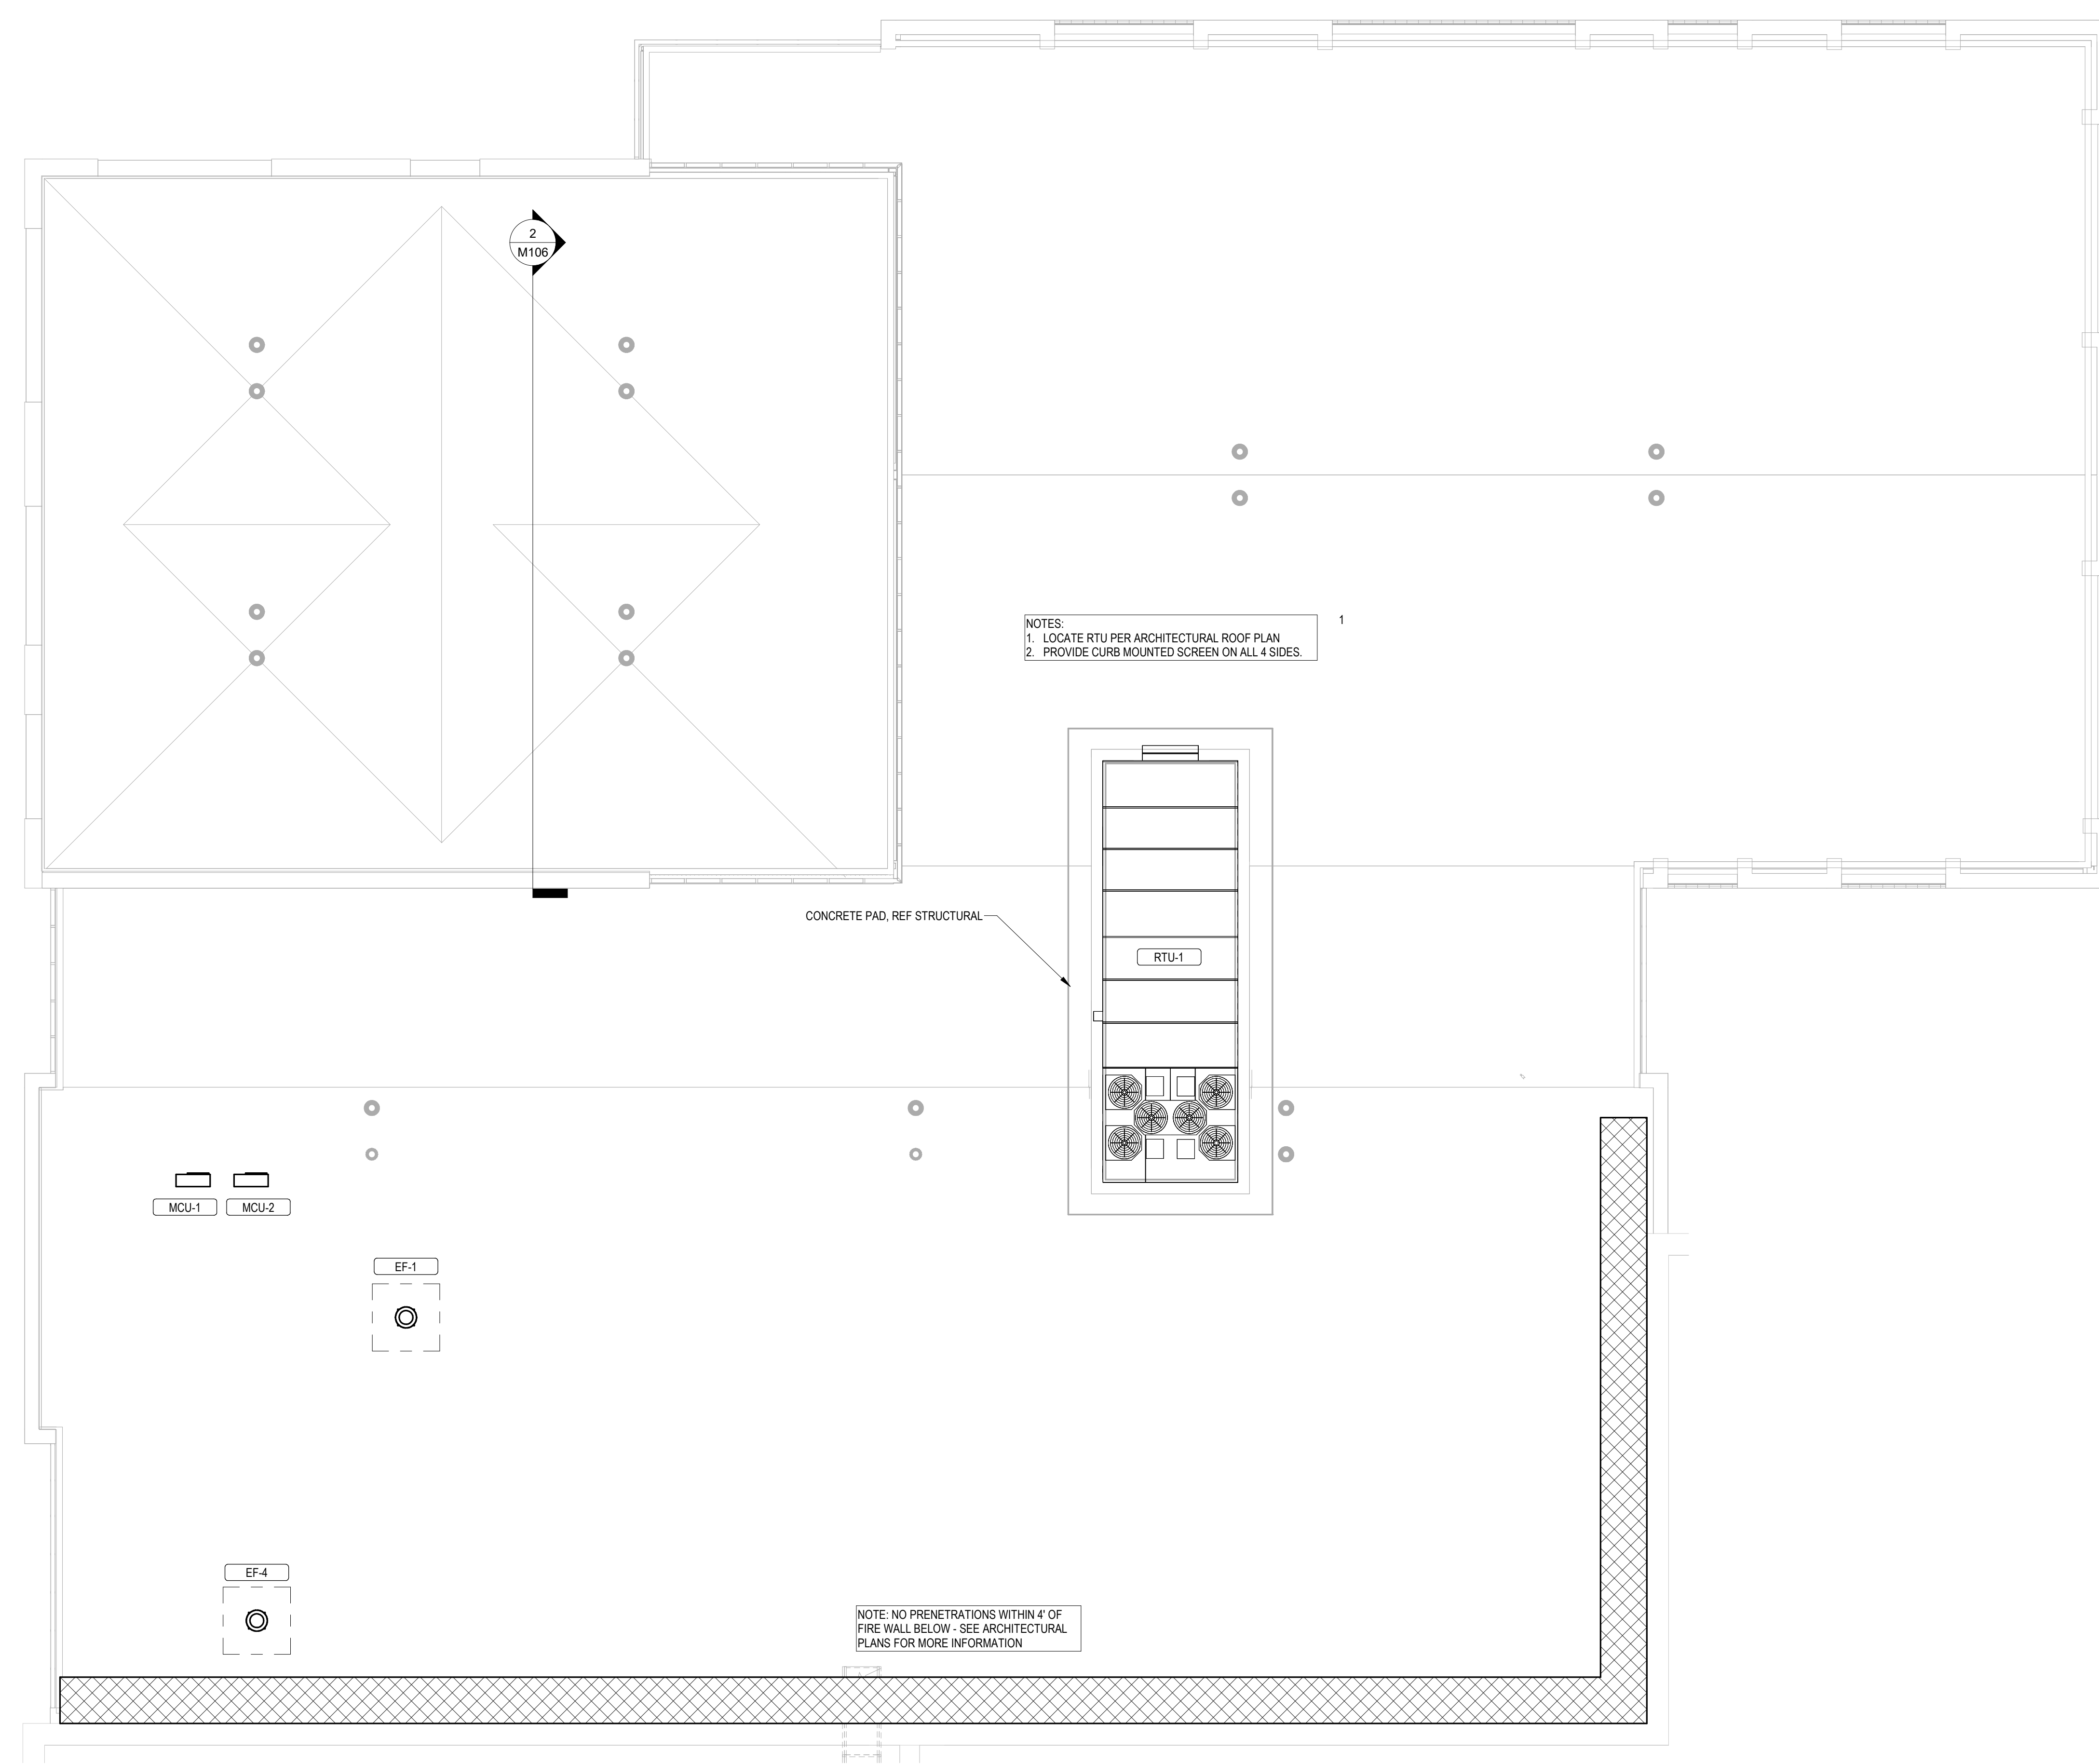 2
M106
NOTES:
1. LOCATE RTU PER ARCHITECTURAL ROOF PLAN
2. PROVIDE CURB MOUNTED SCREEN ON ALL 4 SIDES.
1
CONCRETE PAD, REF STRUCTURAL
RTU-1
MCU-1
MCU-2
EF-1
EF-4
NOTE: NO PRENETRATIONS WITHIN 4' OF
FIRE WALL BELOW - SEE ARCHITECTURAL
PLANS FOR MORE INFORMATION